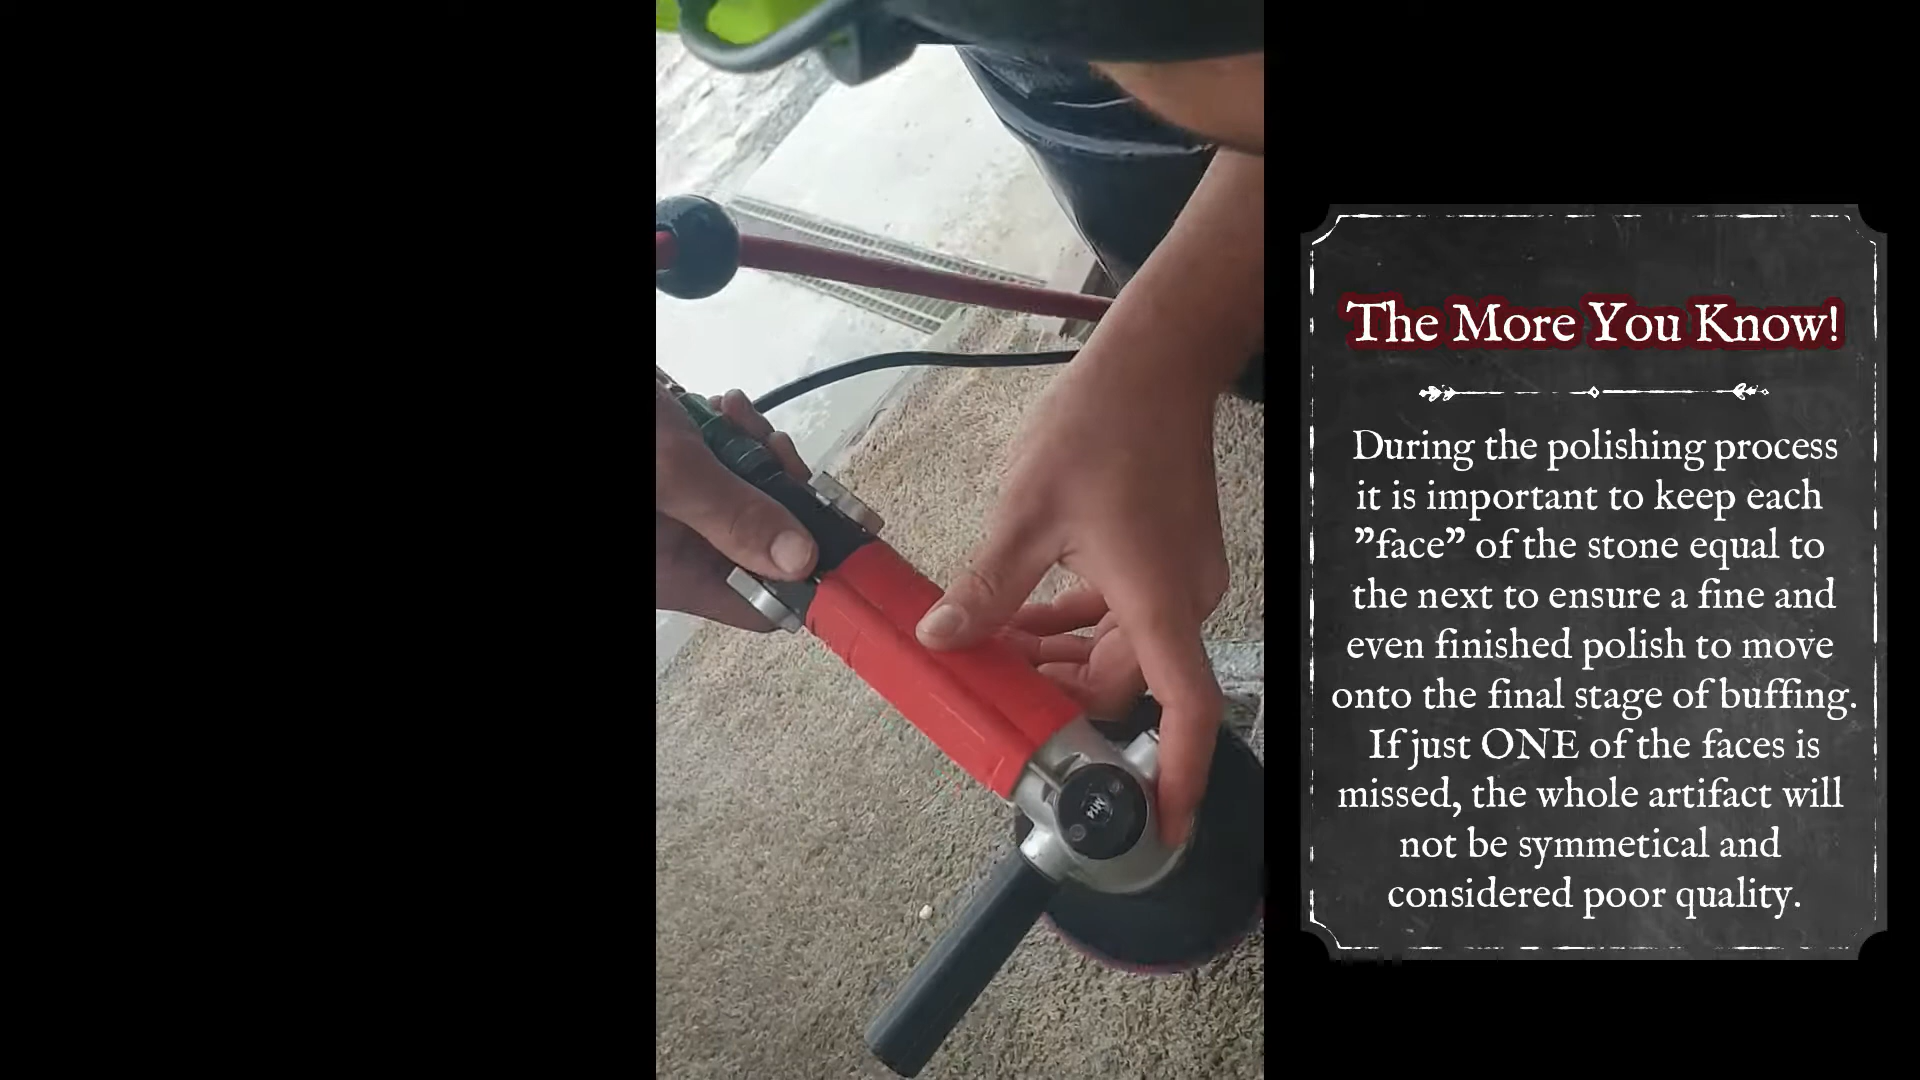 The More You Know!
During the polishing process
it is important to keep each
”face” of the stone equal to
the next to ensure a fine and
even finished polish to move
onto the final stage of buffing.
If just ONE of the faces is
missed, the whole artifact will
not be symmetical and
considered poor quality.